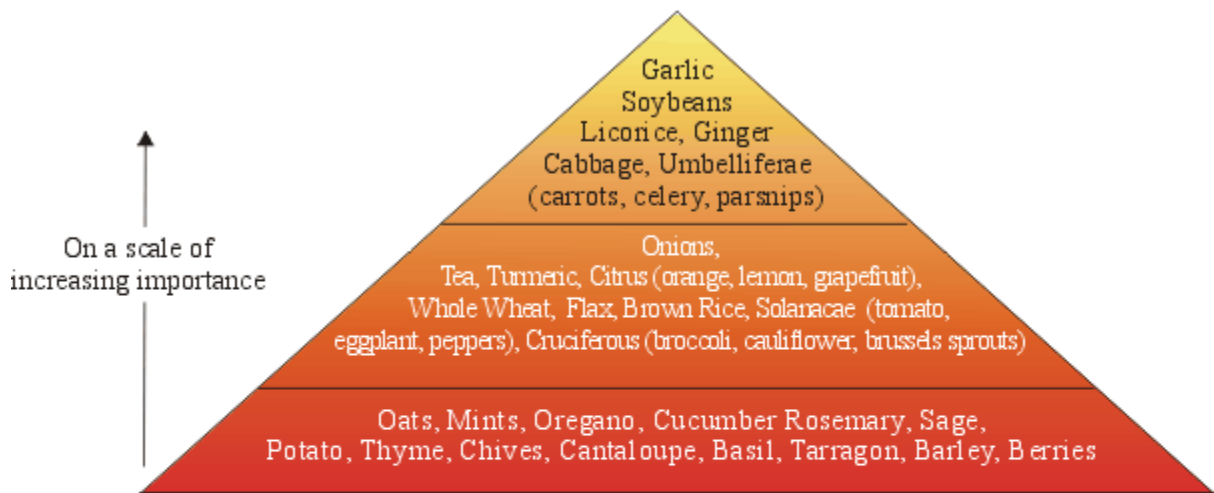 Garlic
Soybeans
Licorice, Ginger
Cabbage, Umbelliferae
(carrots, celery, parsnips)
On a scale of
increasing importance
Onions,
Tea, Turmeric, Citrus (orange, lemon, grapefruit),
Whole Wheat, Flax, Brown Rice, Solanacae (tomato,
eggplant, peppers), Cruciferous (broccoli, cauliflower, brussels sprouts)
Oats, Mints, Oregano, Cucumber Rosemary, Sage,
Potato, Thyme, Chives, Cantaloupe, Basil, Tarragon, Barley, Berries